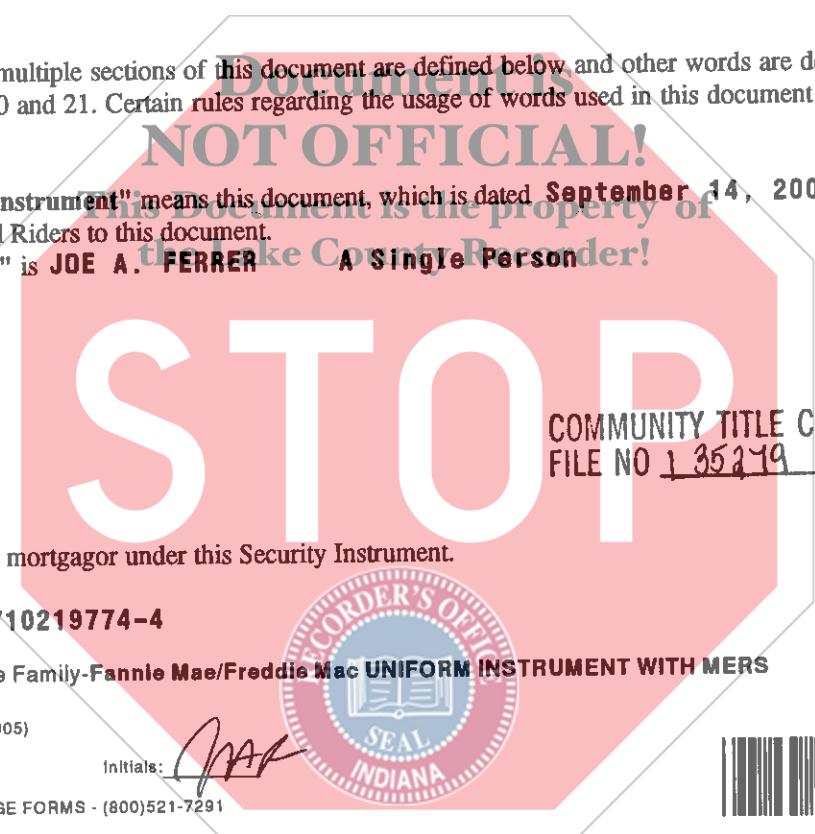 Document is
multiple sections of this document are defined below and other words are d
0 and 21. Certain rules regarding the usage of words used in this document
NOT OFFICIAL!
nstrument" means this document, which is dated September 14, 200
This Document is the property of
l Riders to this document.
the Lake County Recorder!
" is JOE A. FERRER A Single Person
STOP
COMMUNITY TITLE C
FILE NO 135279
mortgagor under this Security Instrument.
710219774-4
RECORDER'S OFFICE
e Family-Fannie Mae/Freddie Mac UNIFORM INSTRUMENT WITH MERS
005)
SEAL
Initials: JAF
INDIANA
GE FORMS - (800)521-7291